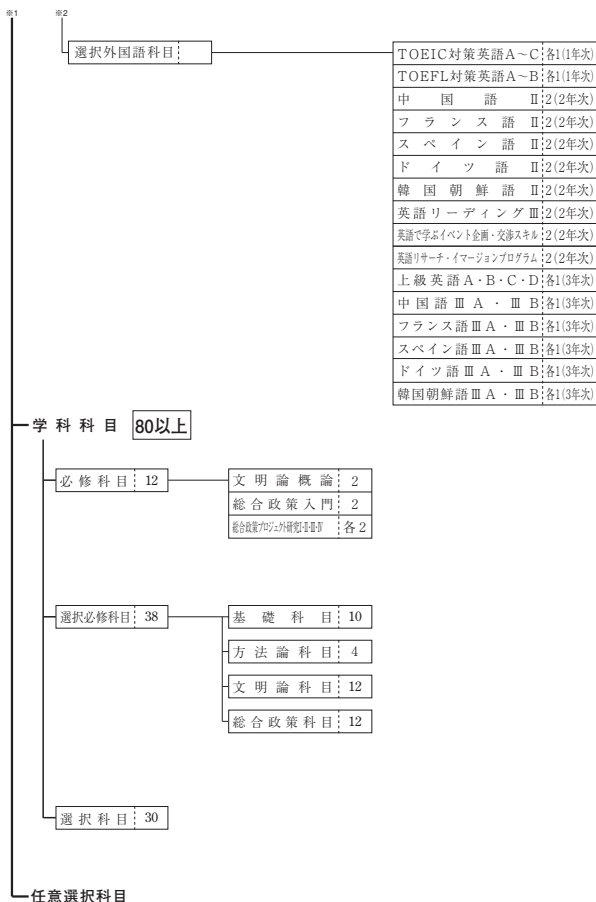 ※1 ※2
選択外国語科目
TOEIC対策英語A～C 各1(1年次)
TOEFL対策英語A～B 各1(1年次)
中国語Ⅱ 2(2年次)
フランス語Ⅱ 2(2年次)
スペイン語Ⅱ 2(2年次)
ドイツ語Ⅱ 2(2年次)
韓国朝鮮語Ⅱ 2(2年次)
英語リーディングⅢ 2(2年次)
英語で学ぶイベント企画・交渉スキル 2(2年次)
英語リサーチ・イマージョンプログラム 2(2年次)
上級英語A・B・C・D 各1(3年次)
中国語ⅢA・ⅢB 各1(3年次)
フランス語ⅢA・ⅢB 各1(3年次)
スペイン語ⅢA・ⅢB 各1(3年次)
ドイツ語ⅢA・ⅢB 各1(3年次)
韓国朝鮮語ⅢA・ⅢB 各1(3年次)
学科科目 80以上
必修科目 12
文明論概論 2
総合政策入門 2
総合政策プロジェクト研究Ⅰ・Ⅱ・Ⅲ・Ⅳ 各2
選択必修科目 38
基礎科目 10
方法論科目 4
文明論科目 12
総合政策科目 12
選択科目 30
任意選択科目